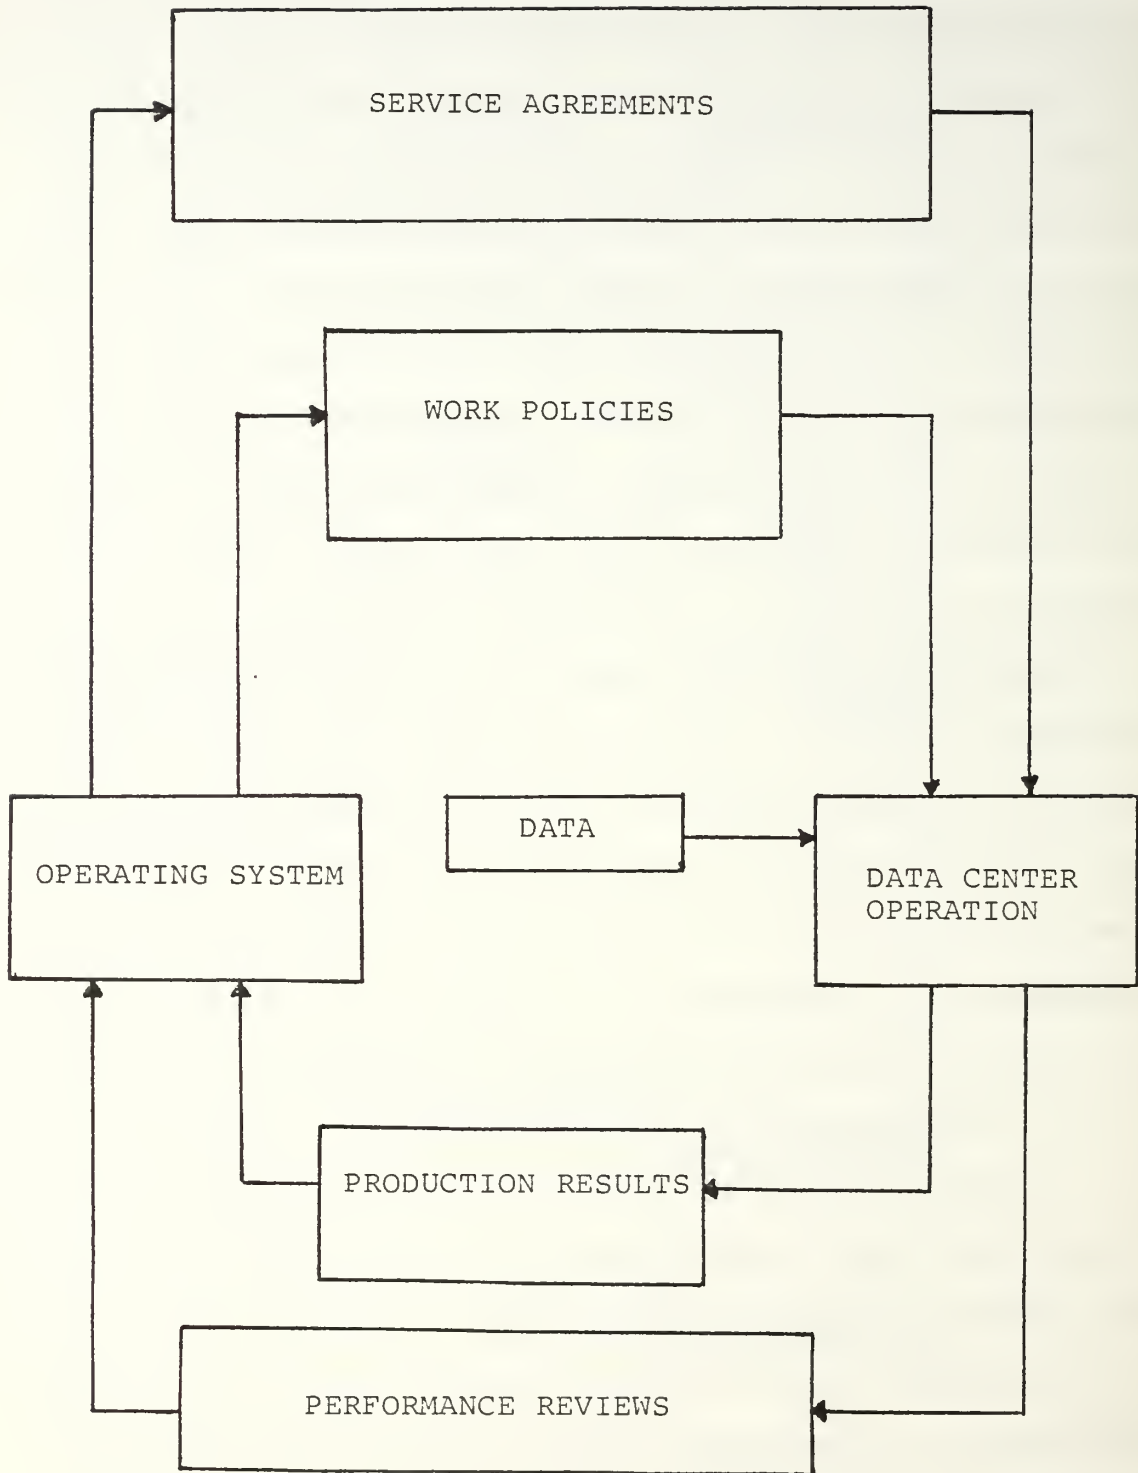 SERVICE AGREEMENTS
WORK POLICIES
OPERATING SYSTEM
DATA
DATA CENTER
OPERATION
PRODUCTION RESULTS
PERFORMANCE REVIEWS